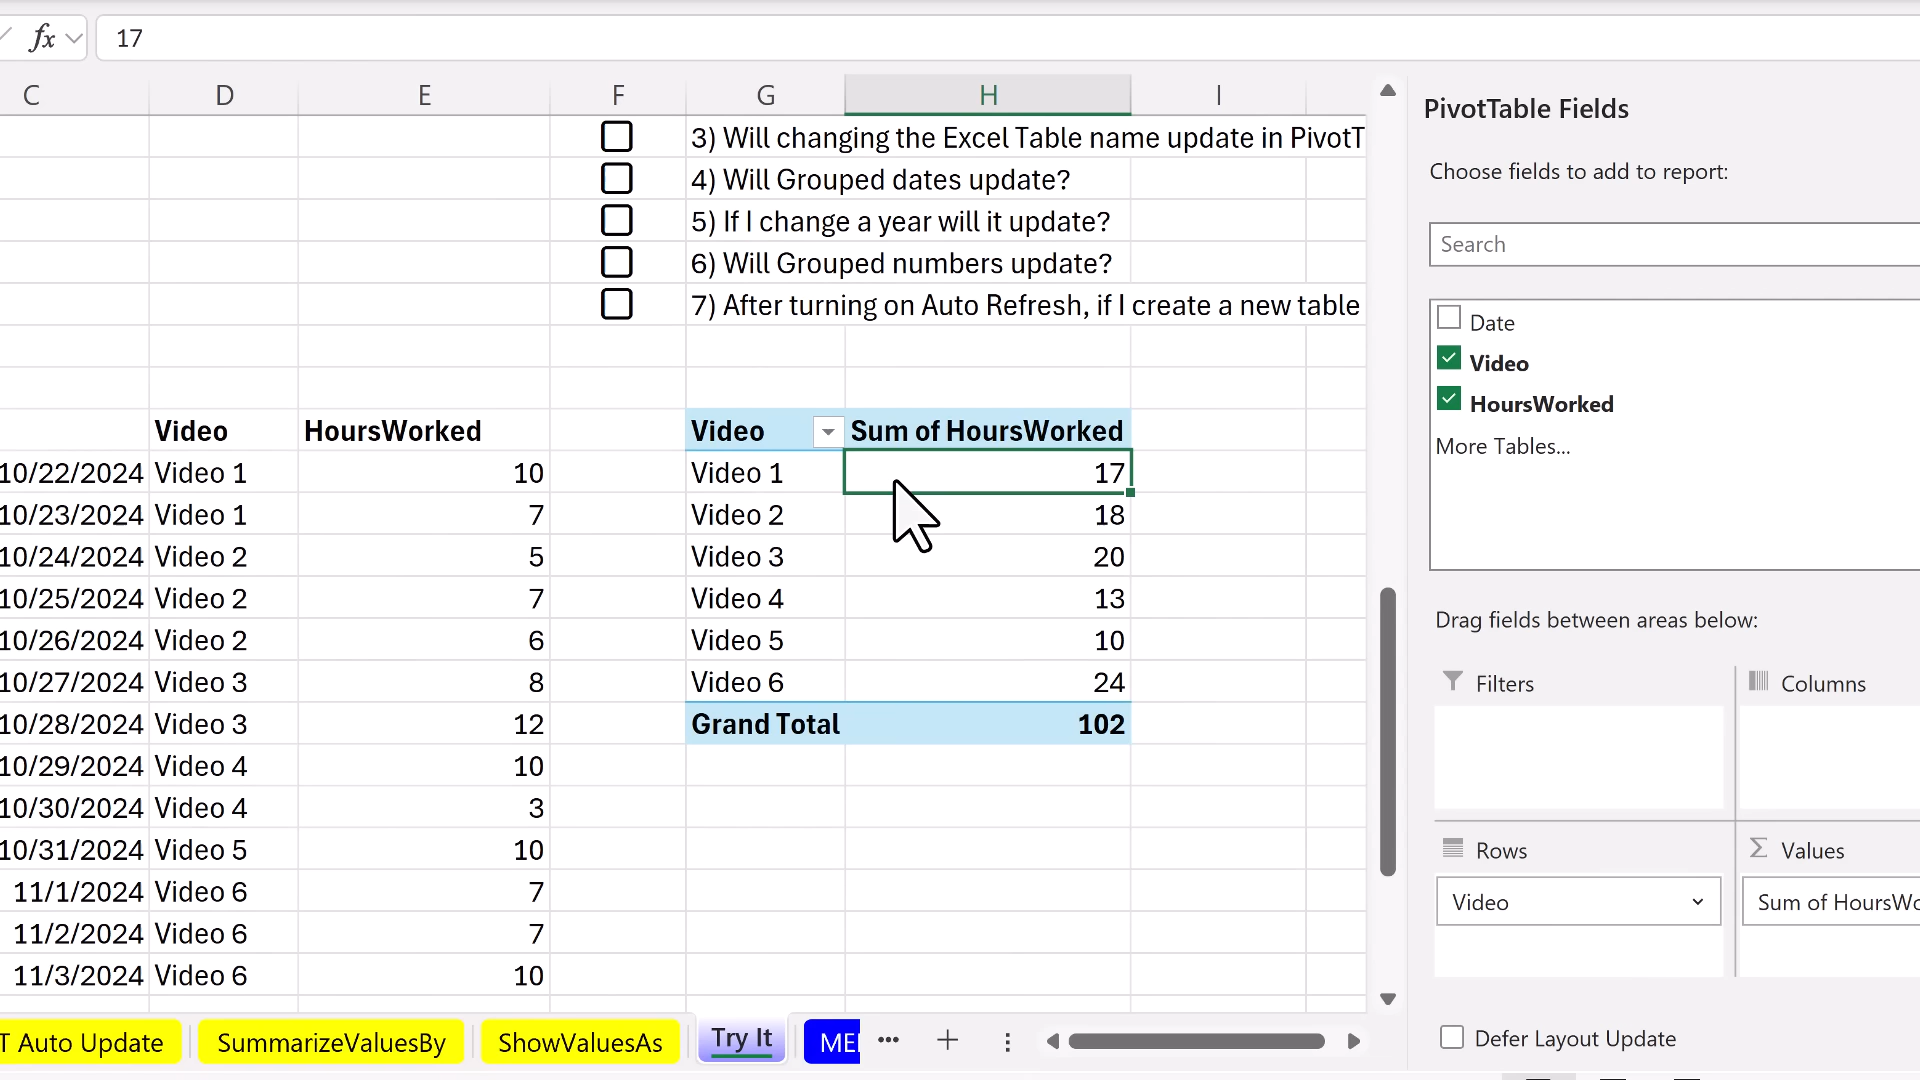 fx 17
C D E F G H I
3) Will changing the Excel Table name update in PivotT
4) Will Grouped dates update?
5) If I change a year will it update?
6) Will Grouped numbers update?
7) After turning on Auto Refresh, if I create a new table
Video HoursWorked Video Sum of HoursWorked
10/22/2024 Video 1 10 Video 1 17
10/23/2024 Video 1 7 Video 2 18
10/24/2024 Video 2 5 Video 3 20
10/25/2024 Video 2 7 Video 4 13
10/26/2024 Video 2 6 Video 5 10
10/27/2024 Video 3 8 Video 6 24
10/28/2024 Video 3 12 Grand Total 102
10/29/2024 Video 4 10
10/30/2024 Video 4 3
10/31/2024 Video 5 10
11/1/2024 Video 6 7
11/2/2024 Video 6 7
11/3/2024 Video 6 10
T Auto Update SummarizeValuesBy ShowValuesAs Try It ME
PivotTable Fields
Choose fields to add to report:
Search
Date
Video
HoursWorked
More Tables...
Drag fields between areas below:
Filters Columns
Rows Σ Values
Video Sum of HoursWo
Defer Layout Update